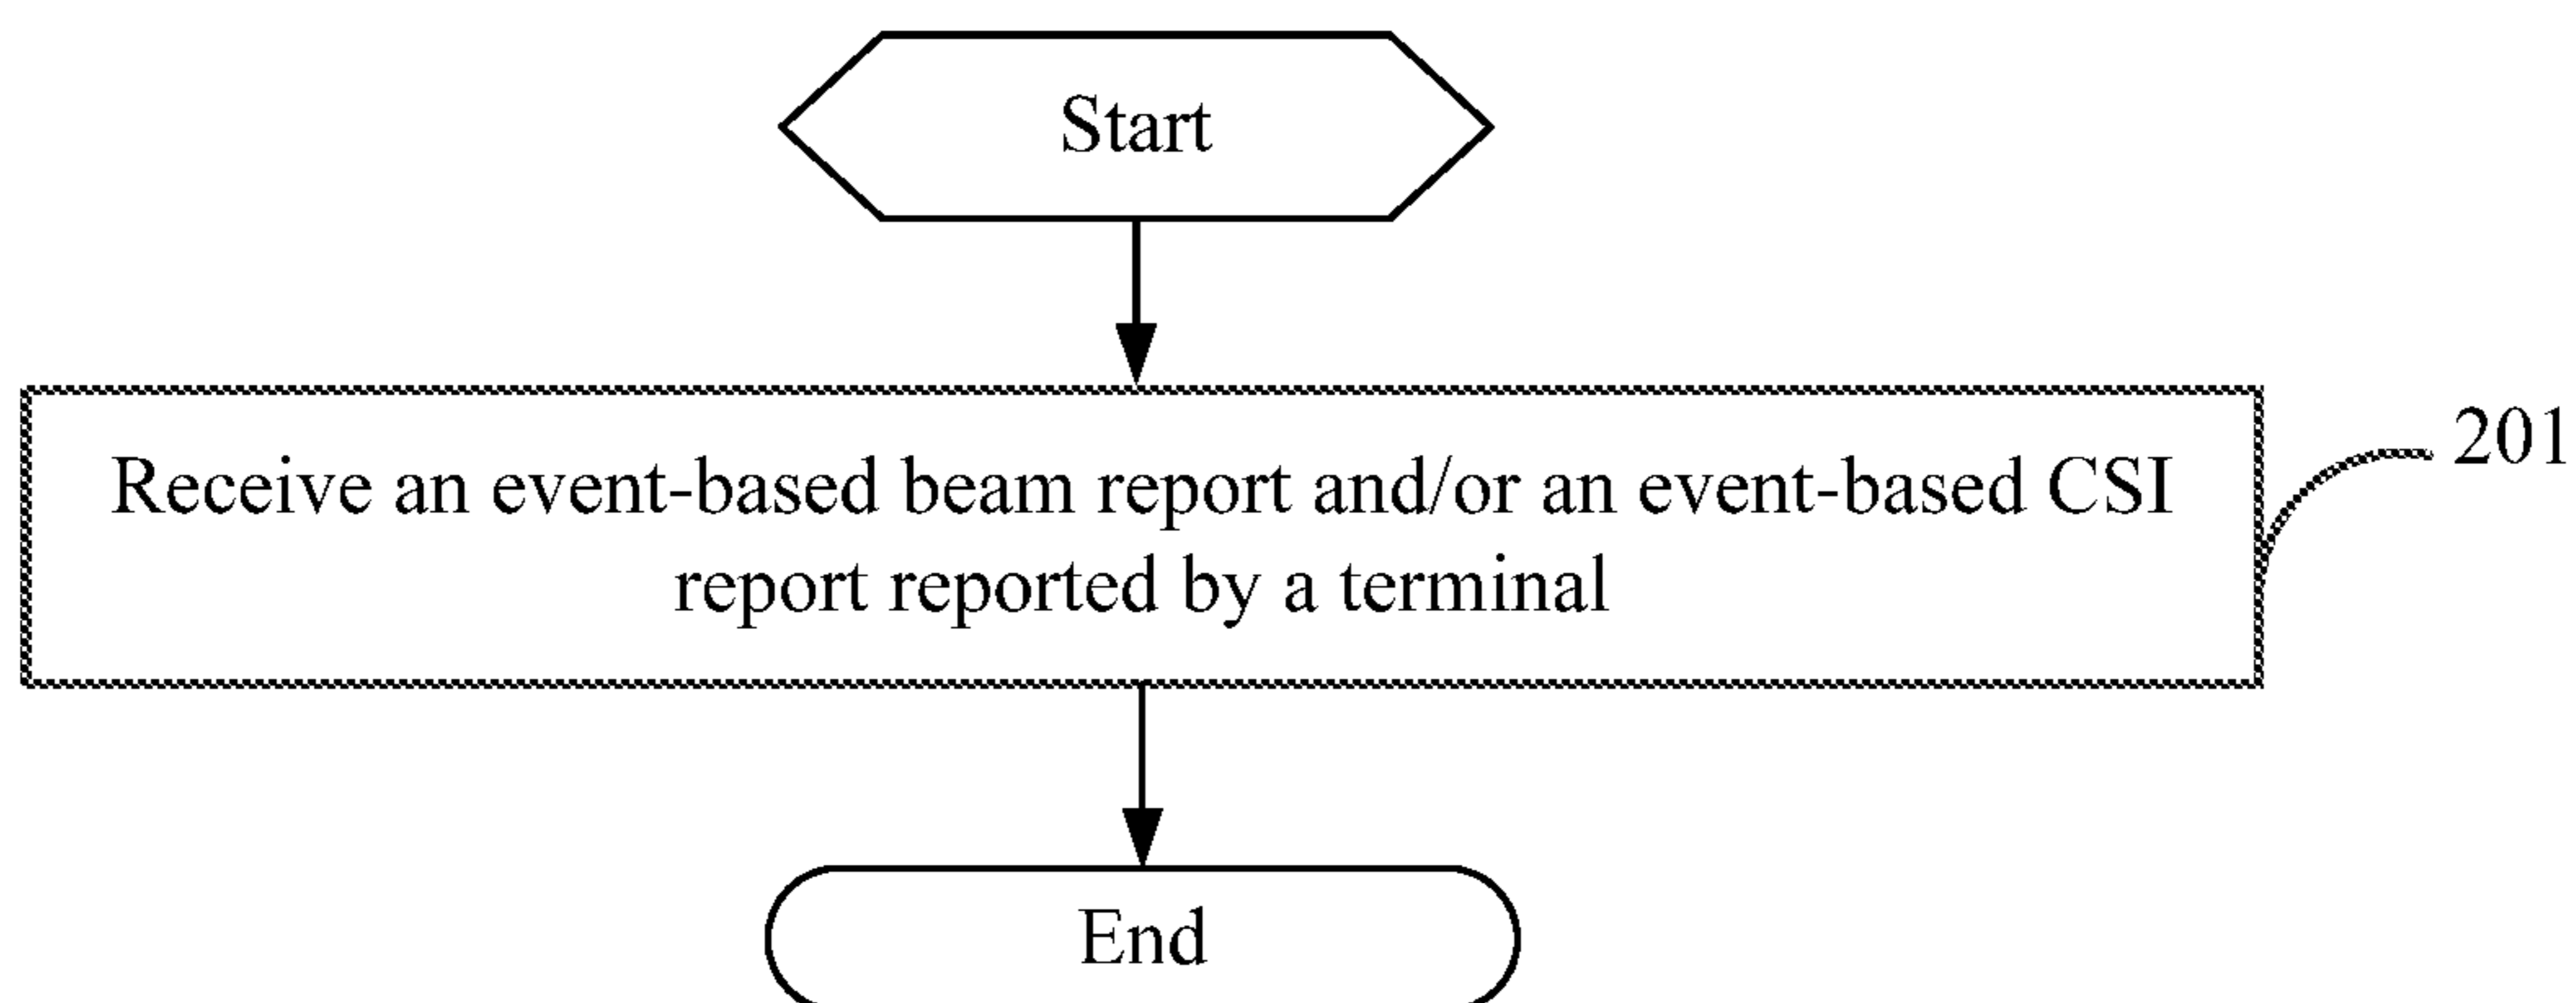 Start
201
Receive an event-based beam report and/or an event-based CSI
report reported by a terminal
End